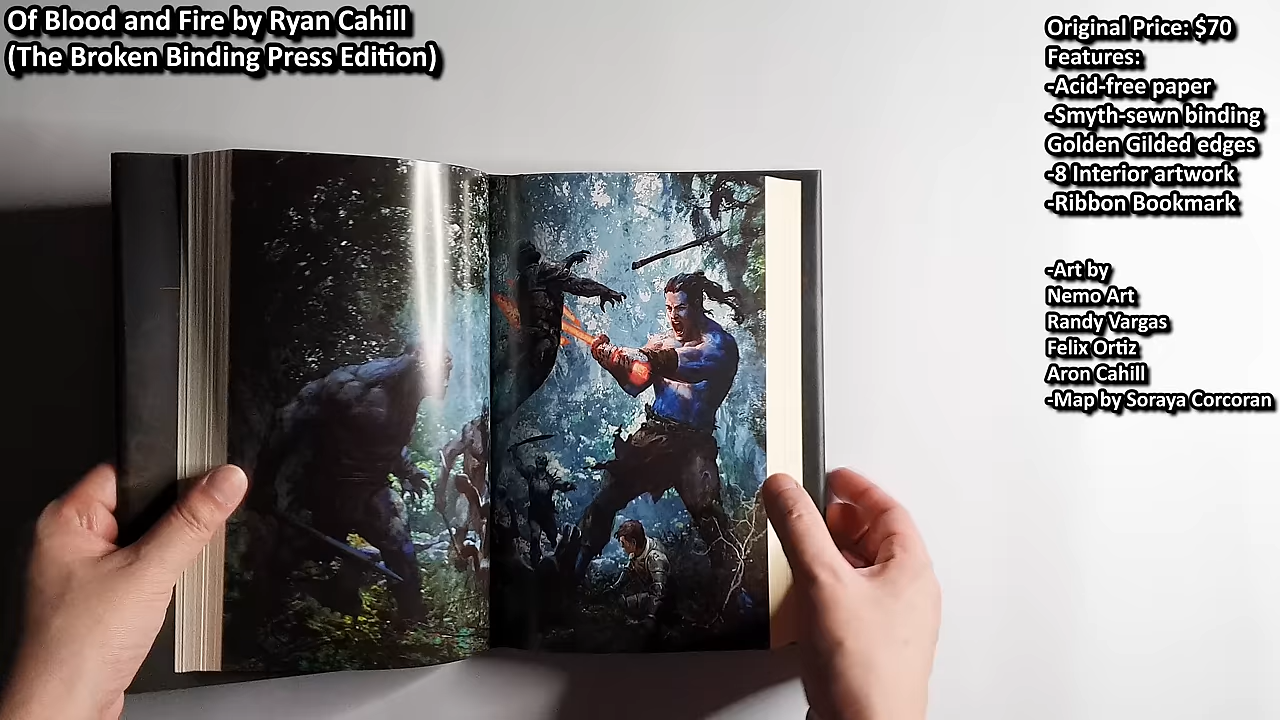 Of Blood and Fire by Ryan Cahill
(The Broken Binding Press Edition)
Original Price: $70
Features:
-Acid-free paper
-Smyth-sewn binding
Golden Gilded edges
-8 Interior artwork
-Ribbon Bookmark
-Art by
Nemo Art
Randy Vargas
Felix Ortiz
Aron Cahill
-Map by Soraya Corcoran